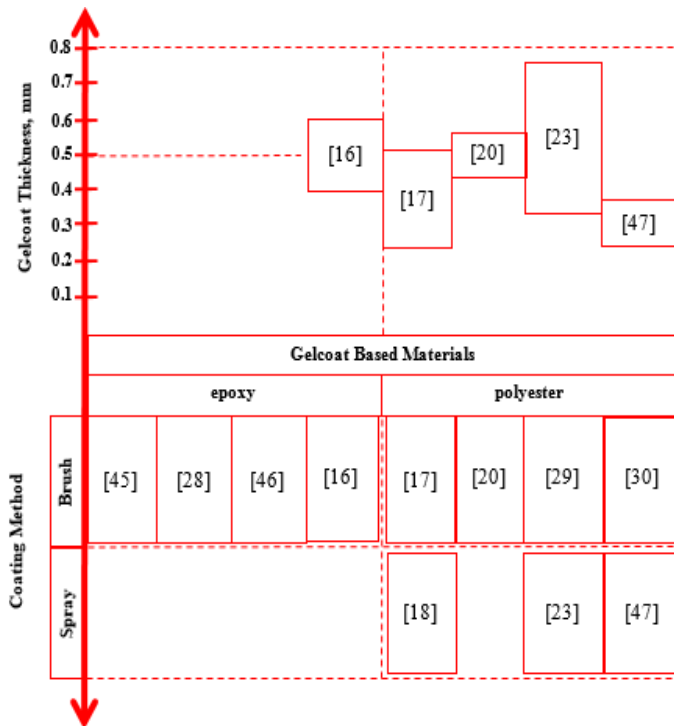 0.8
0.7
0.6
0.5
0.4
0.3
0.2
0.1
Gelcoat Thickness, mm
[16]
[17]
[20]
[23]
[47]
Gelcoat Based Materials
epoxy polyester
Coating Method
Brush
[45] [28] [46] [16] [17] [20] [29] [30]
Spray
[18] [23] [47]